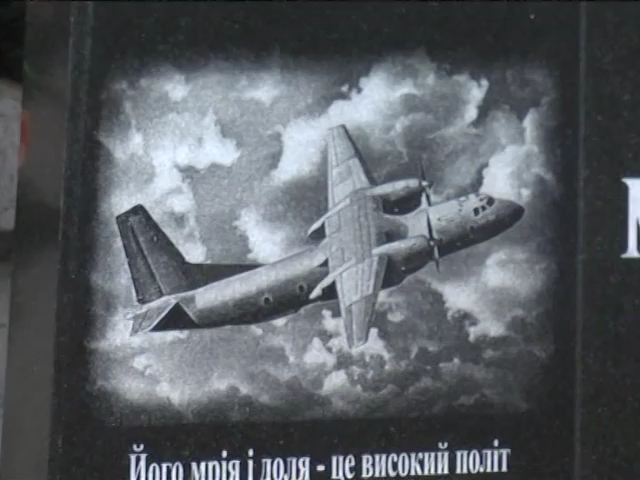 Його мрія і доля - це високий політ